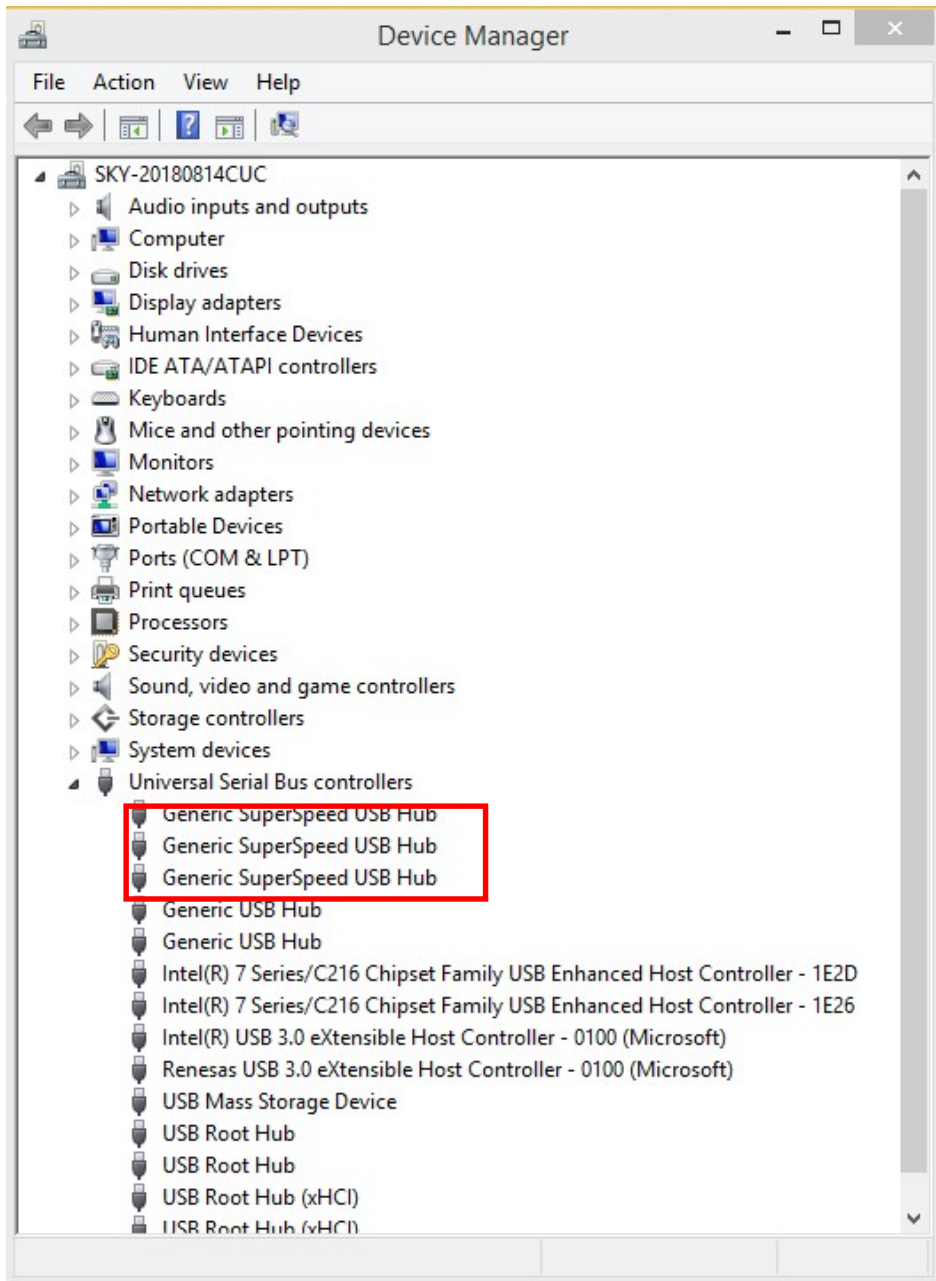 Device Manager
File Action View Help
SKY-20180814CUC
Audio inputs and outputs
Computer
Disk drives
Display adapters
Human Interface Devices
IDE ATA/ATAPI controllers
Keyboards
Mice and other pointing devices
Monitors
Network adapters
Portable Devices
Ports (COM & LPT)
Print queues
Processors
Security devices
Sound, video and game controllers
Storage controllers
System devices
Universal Serial Bus controllers
Generic SuperSpeed USB Hub
Generic SuperSpeed USB Hub
Generic SuperSpeed USB Hub
Generic USB Hub
Generic USB Hub
Intel(R) 7 Series/C216 Chipset Family USB Enhanced Host Controller - 1E2D
Intel(R) 7 Series/C216 Chipset Family USB Enhanced Host Controller - 1E26
Intel(R) USB 3.0 eXtensible Host Controller - 0100 (Microsoft)
Renesas USB 3.0 eXtensible Host Controller - 0100 (Microsoft)
USB Mass Storage Device
USB Root Hub
USB Root Hub
USB Root Hub (xHCI)
USB Root Hub (xHCI)